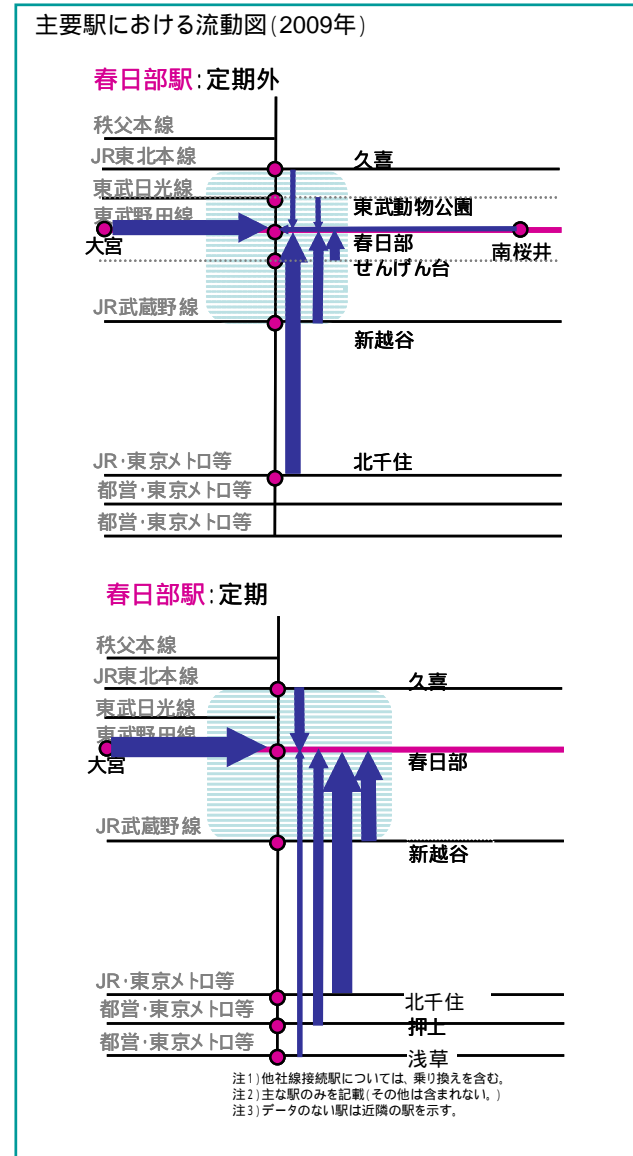 主要駅における流動図(2009年)
春日部駅:定期外
秩父本線
JR東北本線
久喜
東武日光線
東武動物公園
東武野田線
大宮
春日部
南桜井
せんげん台
JR武蔵野線
新越谷
JR・東京メトロ等
北千住
都営・東京メトロ等
都営・東京メトロ等
春日部駅:定期
秩父本線
JR東北本線
久喜
東武日光線
東武野田線
大宮
春日部
JR武蔵野線
新越谷
JR・東京メトロ等
北千住
都営・東京メトロ等
押上
都営・東京メトロ等
浅草
注1)他社線接続駅については、乗り換えを含む。
注2)主な駅のみを記載(その他は含まれない。)
注3)データのない駅は近隣の駅を示す。